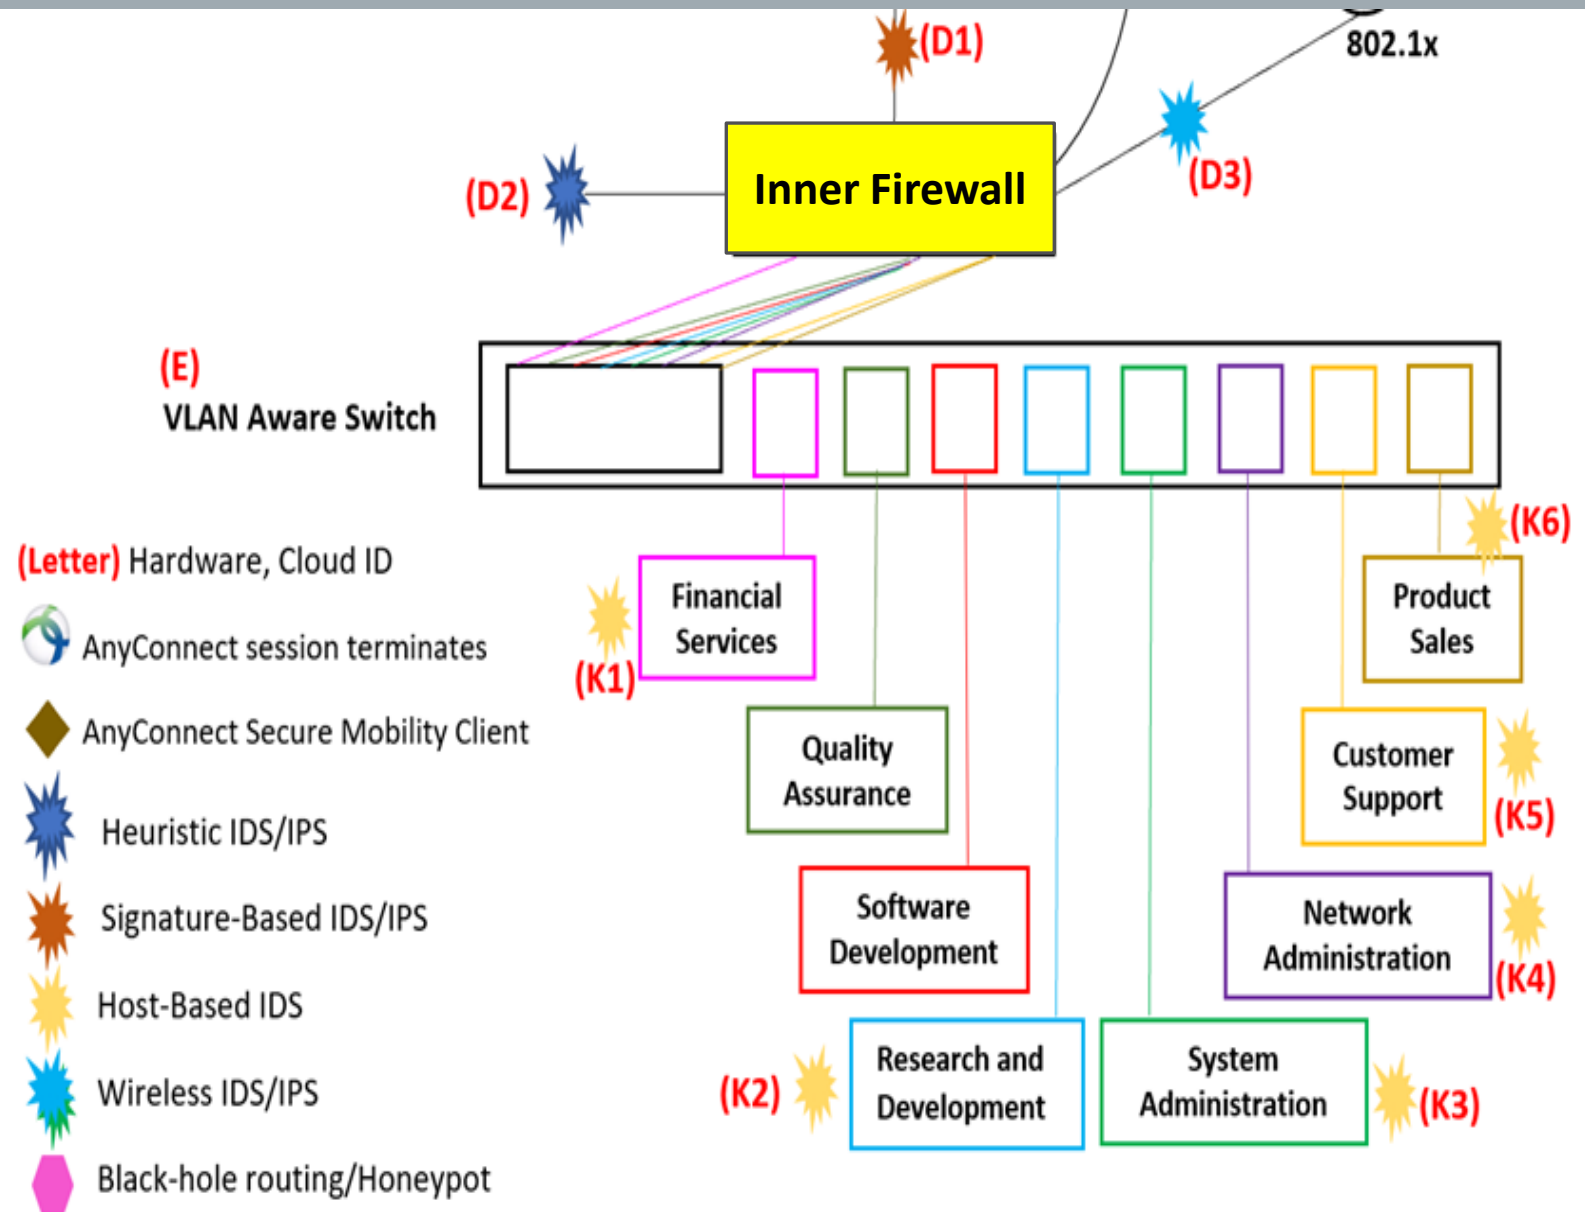 (D1)
802.1x
(D3)
Inner Firewall
(D2)
(E)
VLAN Aware Switch
(K6)
(Letter) Hardware, Cloud ID
Financial
Services
Product
Sales
(K1)
AnyConnect session terminates
AnyConnect Secure Mobility Client
Quality
Assurance
Customer
Support
(K5)
Heuristic IDS/IPS
Signature-Based IDS/IPS
Software
Development
Network
Administration
(K4)
Host-Based IDS
Wireless IDS/IPS
(K2)
Research and
Development
System
Administration
(K3)
Black-hole routing/Honeypot